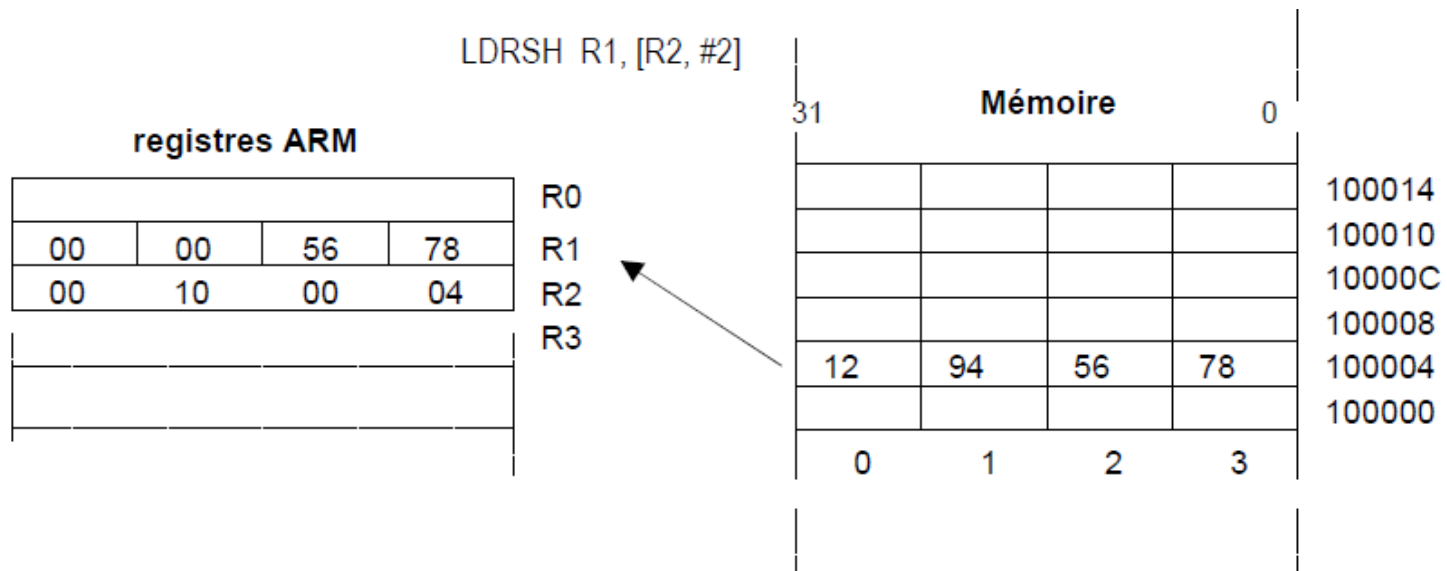 LDRSH R1, [R2, #2]
31 Mémoire 0
registres ARM
R0
00 00 56 78 R1
00 10 00 04 R2
R3
100014
100010
10000C
100008
12 94 56 78 100004
100000
0 1 2 3